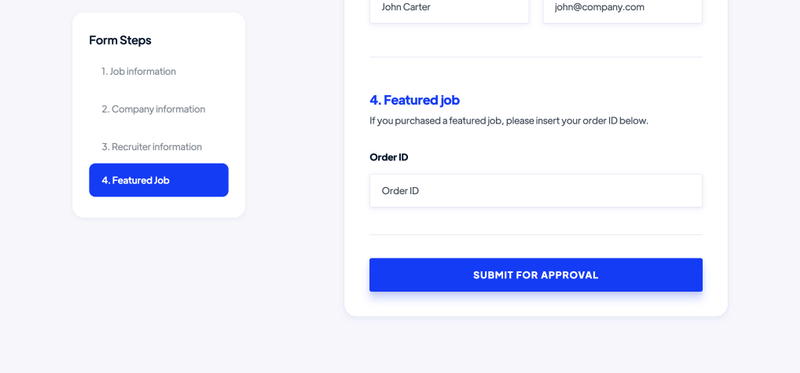 Form Steps
1. Job information
2. Company information
3. Recruiter information
4. Featured Job
John Carter
john@company.com
4. Featured job
If you purchased a featured job, please insert your order ID below.
Order ID
Order ID
SUBMIT FOR APPROVAL